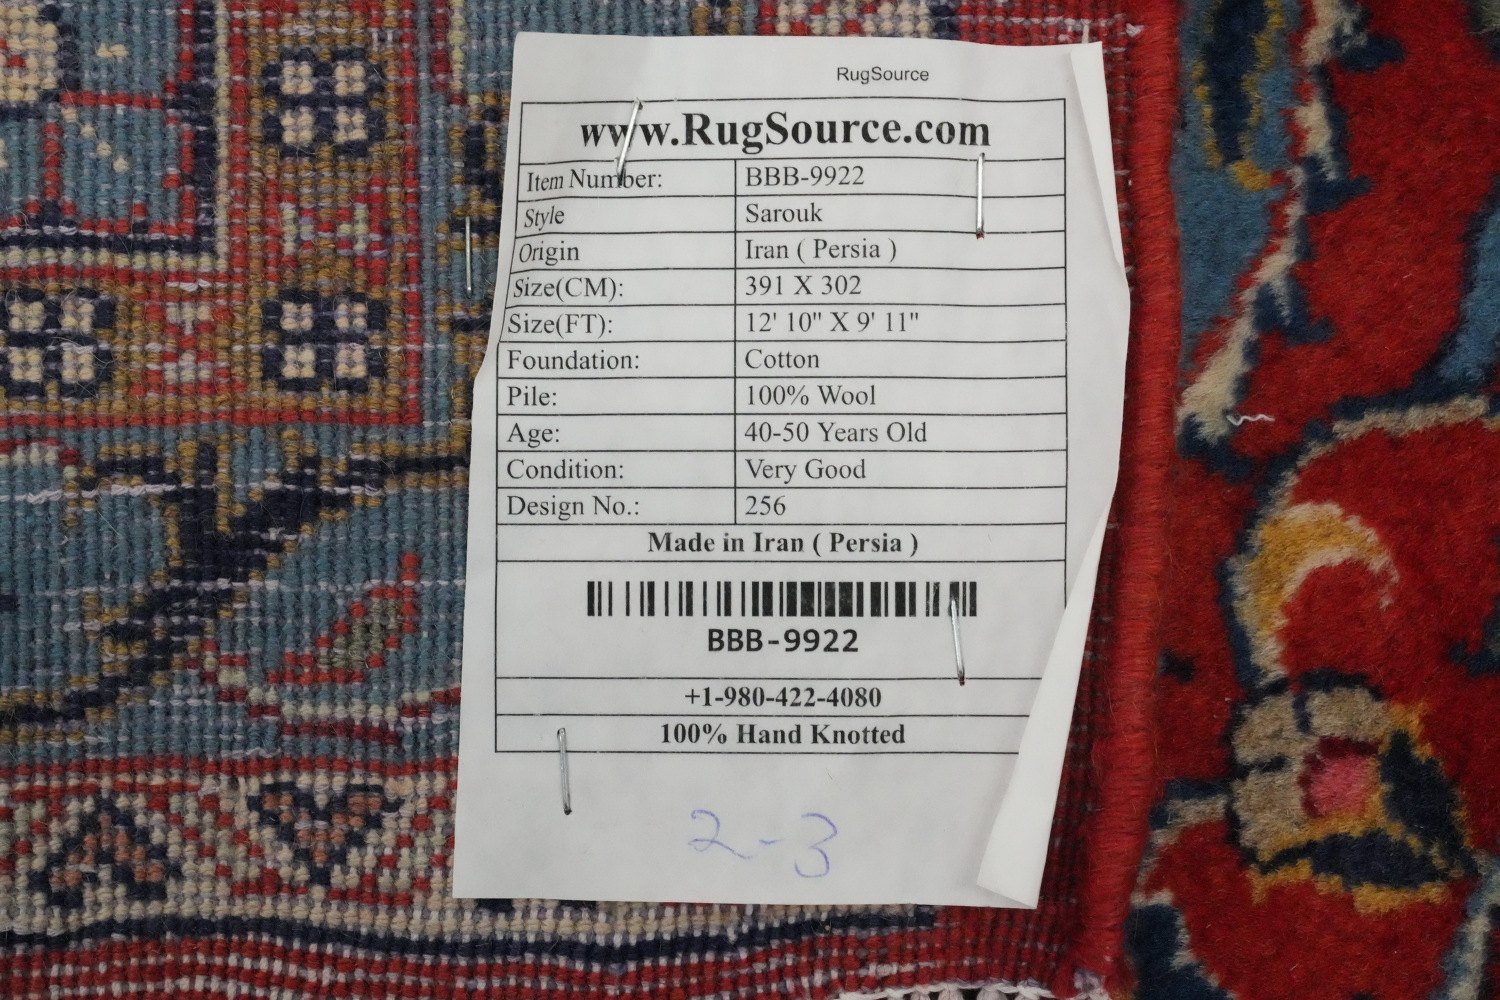 RugSource
www.RugSource.com
Item Number: BBB-9922
Style Sarouk
Origin Iran ( Persia )
Size(CM): 391 X 302
Size(FT): 12' 10" X 9' 11"
Foundation: Cotton
Pile: 100% Wool
Age: 40-50 Years Old
Condition: Very Good
Design No.: 256
Made in Iran ( Persia )
BBB-9922
+1-980-422-4080
100% Hand Knotted
2-3